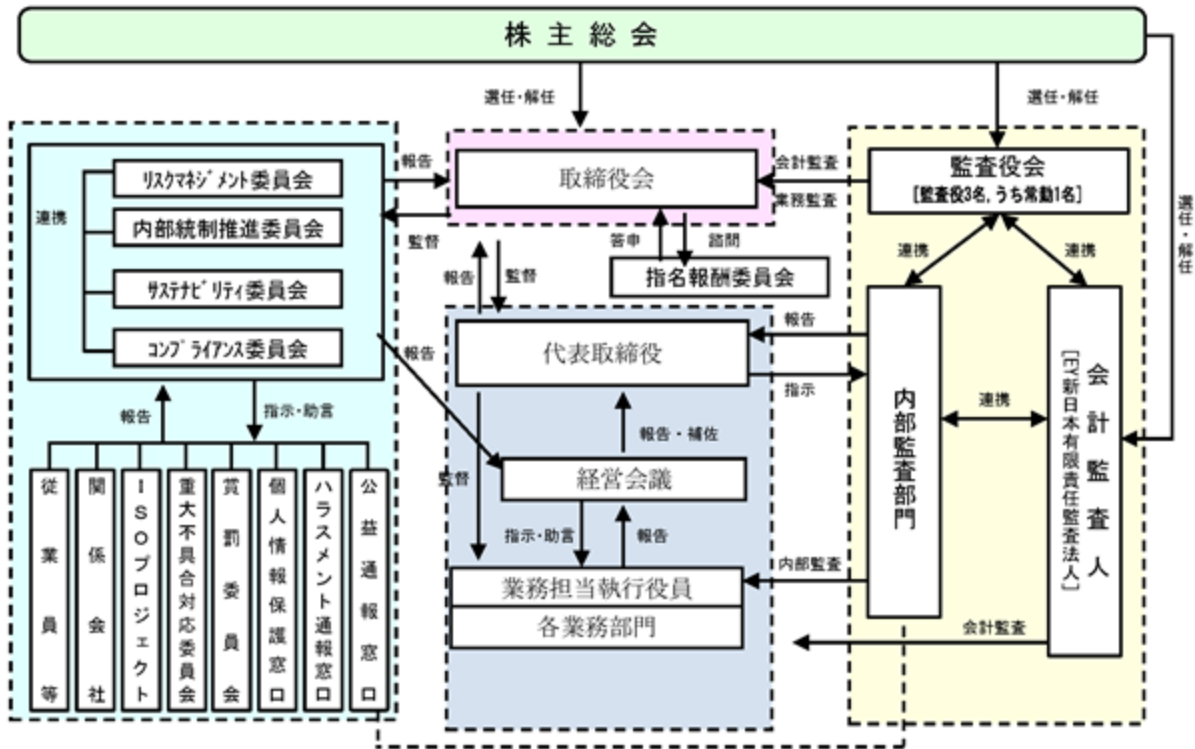 株主総会
選任・解任
選任・解任
選任・解任
リスクマネジメント委員会
内部統制推進委員会
サステナビリティ委員会
コンプライアンス委員会
連携
報告
監督
取締役会
会計監査
業務監査
監査役会
[監査役3名, うち常勤1名]
答申
諮問
指名報酬委員会
報告
監督
連携
連携
代表取締役
報告
指示
報告
報告
指示・助言
報告・補佐
監督
経営会議
指示・助言
報告
業務担当執行役員
各業務部門
内部監査
会計監査
内部監査部門
連携
会計監査人
[EY新日本有限責任監査法人]
従業員等
関係会社
ISOプロジェクト
重大不具合対応委員会
賞罰委員会
個人情報保護窓口
ハラスメント通報窓口
公益通報窓口